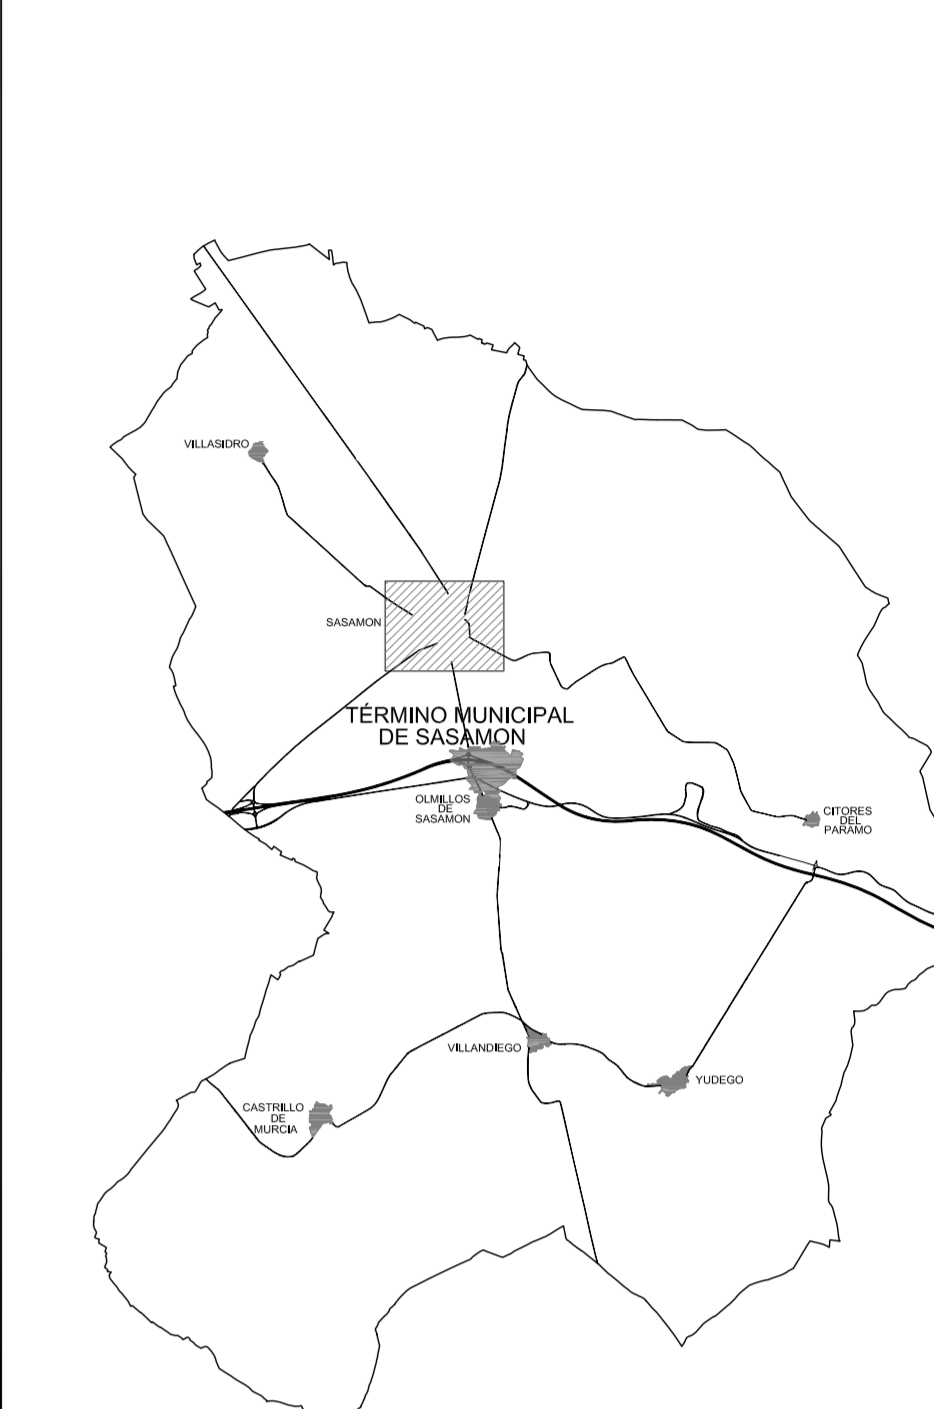 VILLASIDRO
SASAMON
TÉRMINO MUNICIPAL
DE SASAMON
OLMILLOS
DE
SASAMON
CITORES
DEL
PARAMO
VILLANDIEGO
YUDEGO
CASTRILLO
DE
MURCIA